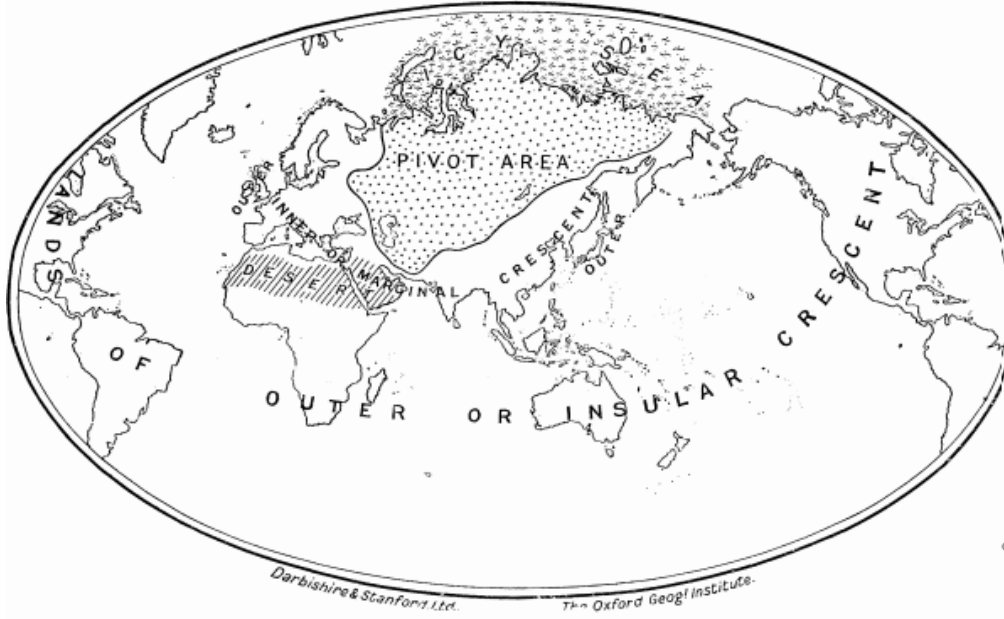 ICY SEA
PIVOT AREA
LANDS OF OUTER OR INSULAR CRESCENT
OUTER
INNER OR MARGINAL CRESCENT
OUTER
DESERT
Darbishire & Stanford, Ltd.
The Oxford Geog! Institute.